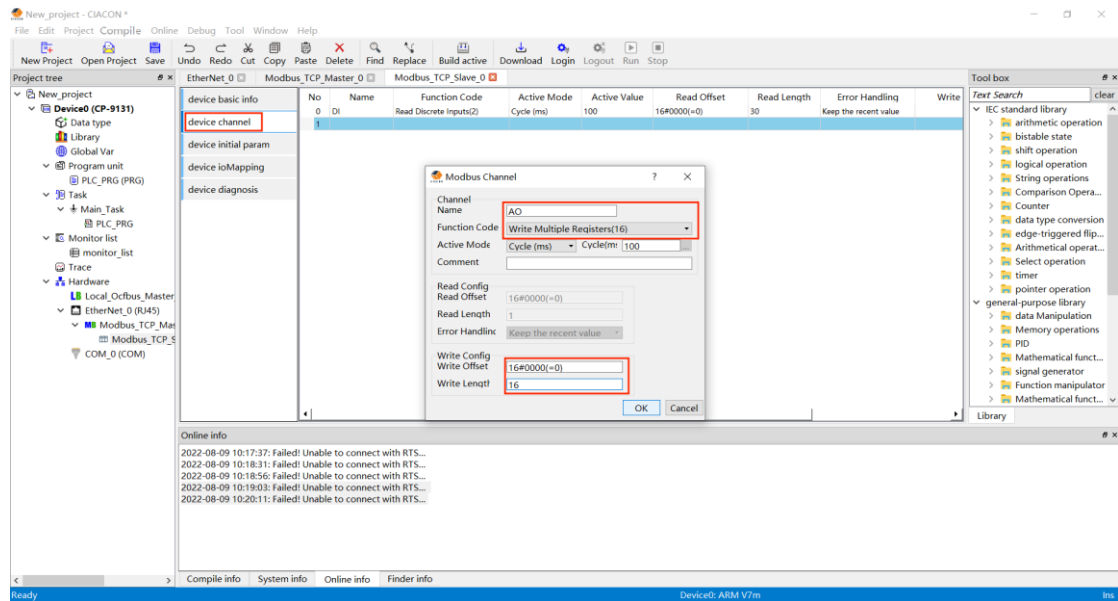 New_project - CIACON *
File Edit Project Compile Online Debug Tool Window Help
New Project Open Project Save Undo Redo Cut Copy Paste Delete Find Replace Build active Download Login Logout Run Stop
Project tree
New_project
Device0 (CP-9131)
Data type
Library
Global Var
Program unit
PLC_PRG (PRG)
Task
Main_Task
PLC_PRG
Monitor list
monitor_list
Trace
Hardware
LB Local_Ocfbus_Master
EtherNet_0 (RJ45)
MB Modbus_TCP_Mas
Modbus_TCP_S
COM_0 (COM)
EtherNet_0 Modbus_TCP_Master_0 Modbus_TCP_Slave_0
device basic info
device channel
device initial param
device ioMapping
device diagnosis
No Name Function Code Active Mode Active Value Read Offset Read Length Error Handling Write
0 DI Read Discrete Inputs(2) Cycle (ms) 100 16#0000(=0) 30 Keep the recent value
1
Modbus Channel ?
Channel
Name AO
Function Code Write Multiple Registers(16)
Active Mode Cycle (ms) Cycle(m: 100 ...
Comment
Read Config
Read Offset 16#0000(=0)
Read Length 1
Error Handling Keep the recent value
Write Config
Write Offset 16#0000(=0)
Write Length 16
OK Cancel
Tool box
Text Search clear
IEC standard library
arithmetic operation
bistable state
shift operation
logical operation
String operations
Comparison Opera...
Counter
data type conversion
edge-triggered flip...
Arithmetical operat...
Select operation
timer
pointer operation
general-purpose library
data Manipulation
Memory operations
PID
Mathematical funct...
signal generator
Function manipulator
Mathematical funct...
Library
Online info
2022-08-09 10:17:37: Failed! Unable to connect with RTS...
2022-08-09 10:18:31: Failed! Unable to connect with RTS...
2022-08-09 10:18:56: Failed! Unable to connect with RTS...
2022-08-09 10:19:03: Failed! Unable to connect with RTS...
2022-08-09 10:20:11: Failed! Unable to connect with RTS...
Compile info System info Online info Finder info
Ready Device0: ARM V7m Ins